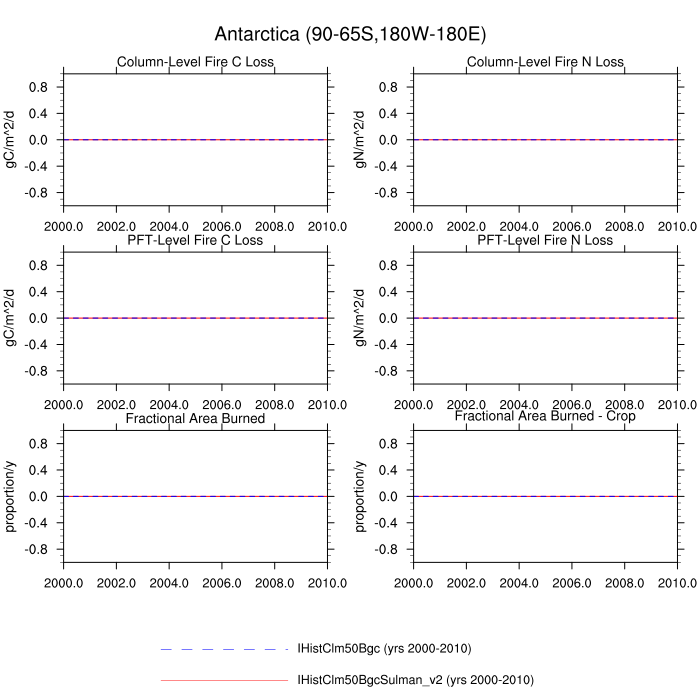 Antarctica (90-65S,180W-180E)
Column-Level Fire C Loss
gC/m^2/d
0.8
0.4
0.0
-0.4
-0.8
2000.0 2002.0 2004.0 2006.0 2008.0 2010.0
Column-Level Fire N Loss
gN/m^2/d
0.8
0.4
0.0
-0.4
-0.8
2000.0 2002.0 2004.0 2006.0 2008.0 2010.0
PFT-Level Fire C Loss
gC/m^2/d
0.8
0.4
0.0
-0.4
-0.8
2000.0 2002.0 2004.0 2006.0 2008.0 2010.0
PFT-Level Fire N Loss
gN/m^2/d
0.8
0.4
0.0
-0.4
-0.8
2000.0 2002.0 2004.0 2006.0 2008.0 2010.0
Fractional Area Burned
proportion/y
0.8
0.4
0.0
-0.4
-0.8
2000.0 2002.0 2004.0 2006.0 2008.0 2010.0
Fractional Area Burned - Crop
proportion/y
0.8
0.4
0.0
-0.4
-0.8
2000.0 2002.0 2004.0 2006.0 2008.0 2010.0
IHistClm50Bgc (yrs 2000-2010)
IHistClm50BgcSulman_v2 (yrs 2000-2010)